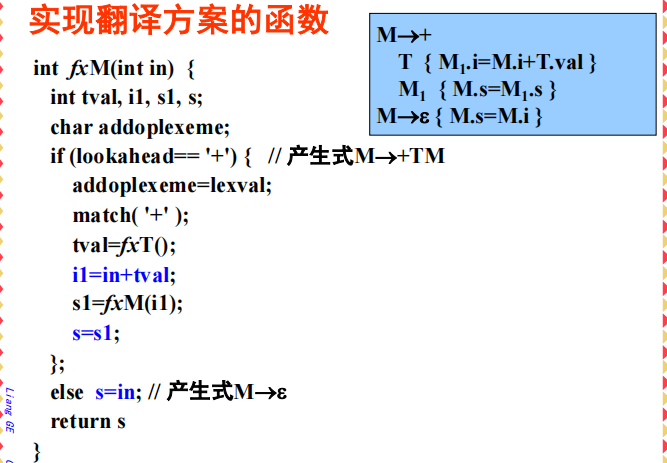 实现翻译方案的函数
M→+
T { M₁.i=M.i+T.val }
M₁ { M.s=M₁.s }
M→ε { M.s=M.i }
int fxM(int in) {
int tval, i1, s1, s;
char addoplexeme;
if (lookahead== '+') { // 产生式M→+TM
addoplexeme=lexval;
match( '+' );
tval=fxT();
i1=in+tval;
s1=fxM(i1);
s=s1;
};
else s=in; // 产生式M→ε
return s
}
Liang GE